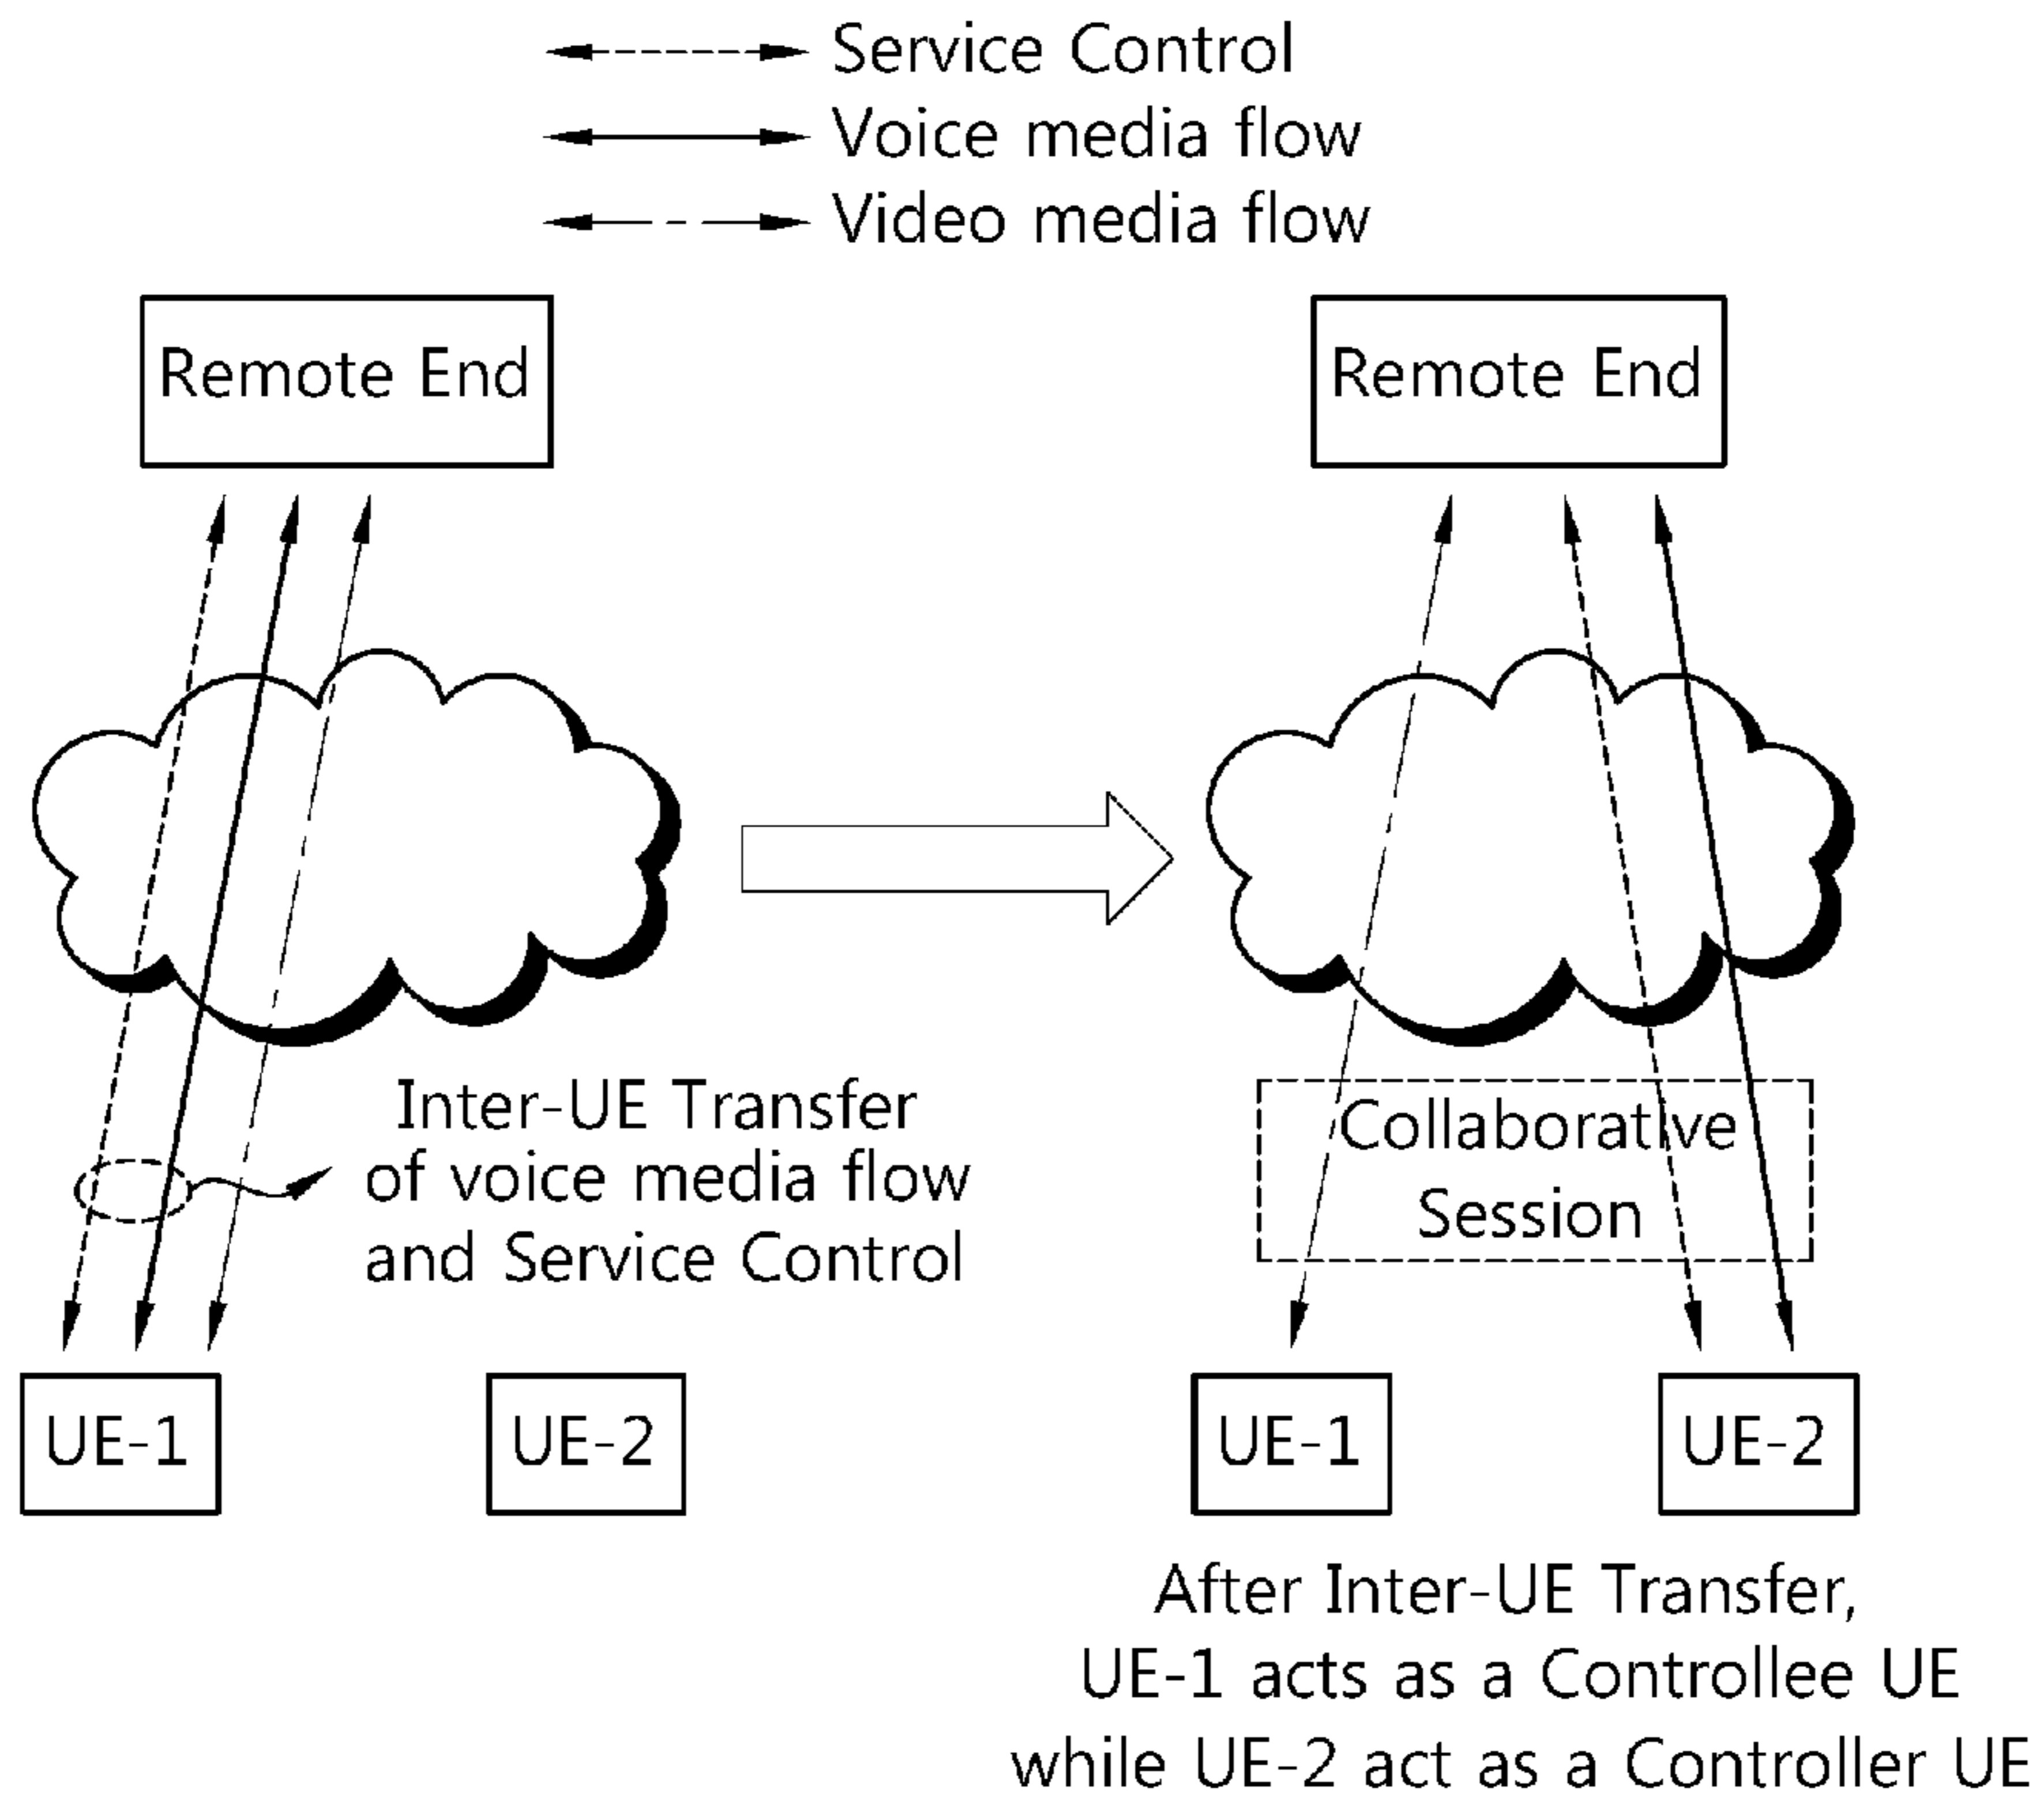 Service Control
Voice media flow
Video media flow
Remote End
Remote End
Inter-UE Transfer
of voice media flow
and Service Control
Collaborative
Session
UE-1
UE-2
UE-1
UE-2
After Inter-UE Transfer,
UE-1 acts as a Controllee UE
while UE-2 act as a Controller UE